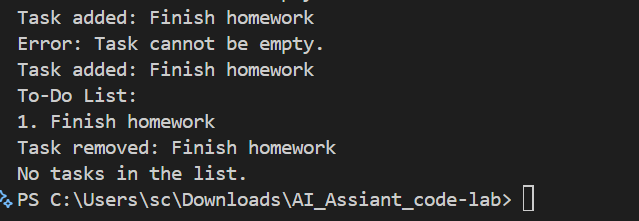 Task added: Finish homework
Error: Task cannot be empty.
Task added: Finish homework
To-Do List:
1. Finish homework
Task removed: Finish homework
No tasks in the list.
PS C:\Users\sc\Downloads\AI_Assiant_code-lab>